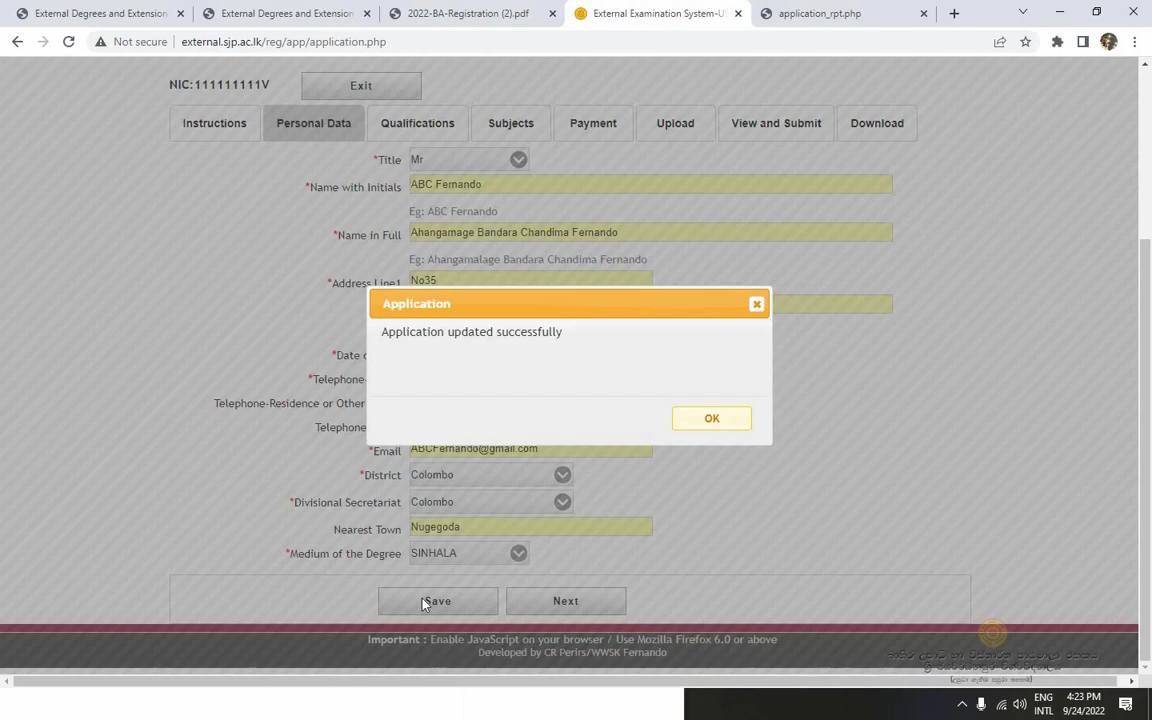 External Degrees and Extension
External Degrees and Extension
2022-BA-Registration (2).pdf
External Examination System-U
application_rpt.php
Not secure
external.sjp.ac.lk/reg/app/application.php
NIC:111111111V
Exit
Instructions
Personal Data
Qualifications
Subjects
Payment
Upload
View and Submit
Download
*Title Mr
*Name with Initials ABC Fernando
Eg: ABC Fernando
*Name in Full Ahangamage Bandara Chandima Fernando
Eg: Ahangamalage Bandara Chandima Fernando
*Address Line1 No35
Application
Application updated successfully
OK
*Date o
*Telephone-
Telephone-Residence or Other
Telephone
*Email ABCFernando@gmail.com
*District Colombo
*Divisional Secretariat Colombo
Nearest Town Nugegoda
*Medium of the Degree SINHALA
Save
Next
Important : Enable JavaScript on your browser / Use Mozilla Firefox 6.0 or above
Developed by CR Perirs/WWSK Fernando
ENG
INTL
4:23 PM
9/24/2022